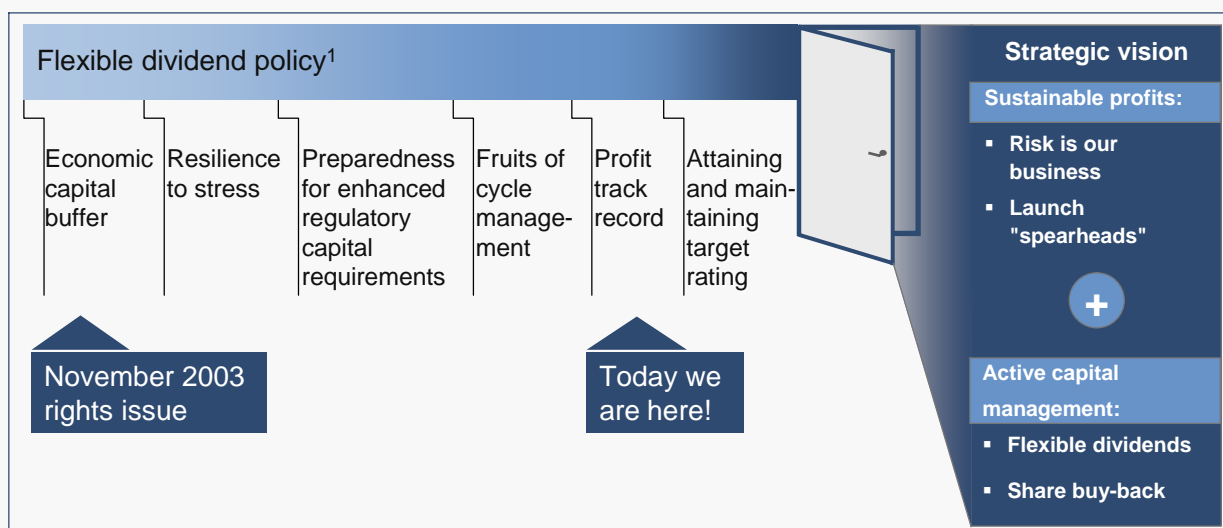 Flexible dividend policy¹
Economic
capital
buffer
Resilience
to stress
Preparedness
for enhanced
regulatory
capital
requirements
Fruits of
cycle
manage-
ment
Profit
track
record
Attaining
and main-
taining
target
rating
November 2003
rights issue
Today we
are here!
Strategic vision
Sustainable profits:
▪ Risk is our
business
▪ Launch
"spearheads"
+
Active capital
management:
▪ Flexible dividends
▪ Share buy-back